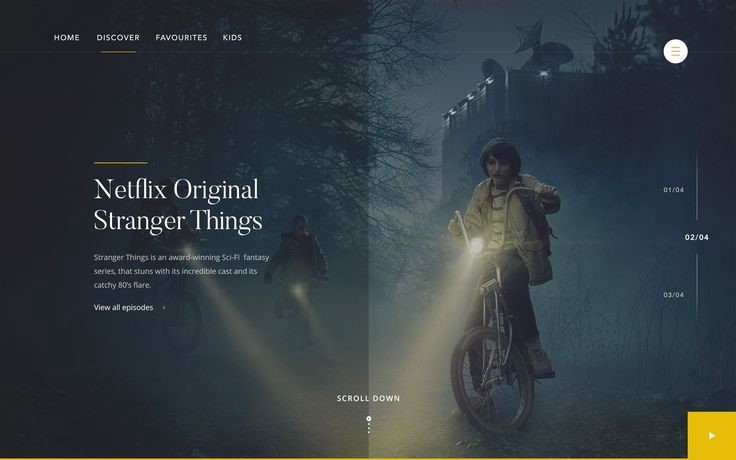 HOME DISCOVER FAVOURITES KIDS
Netflix Original
Stranger Things
Stranger Things is an award-winning Sci-FI fantasy
series, that stuns with its incredible cast and its
catchy 80's flare.
View all episodes >
01/04
02/04
03/04
SCROLL DOWN